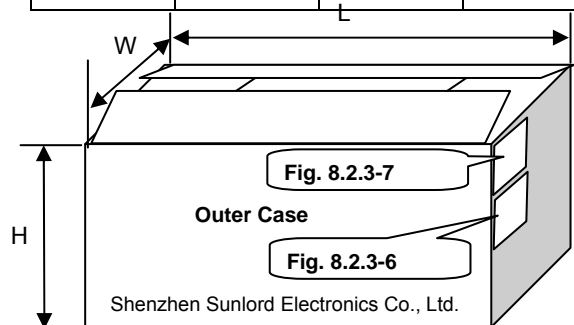 L
W
Fig. 8.2.3-7
Outer Case
H
Fig. 8.2.3-6
Shenzhen Sunlord Electronics Co., Ltd.